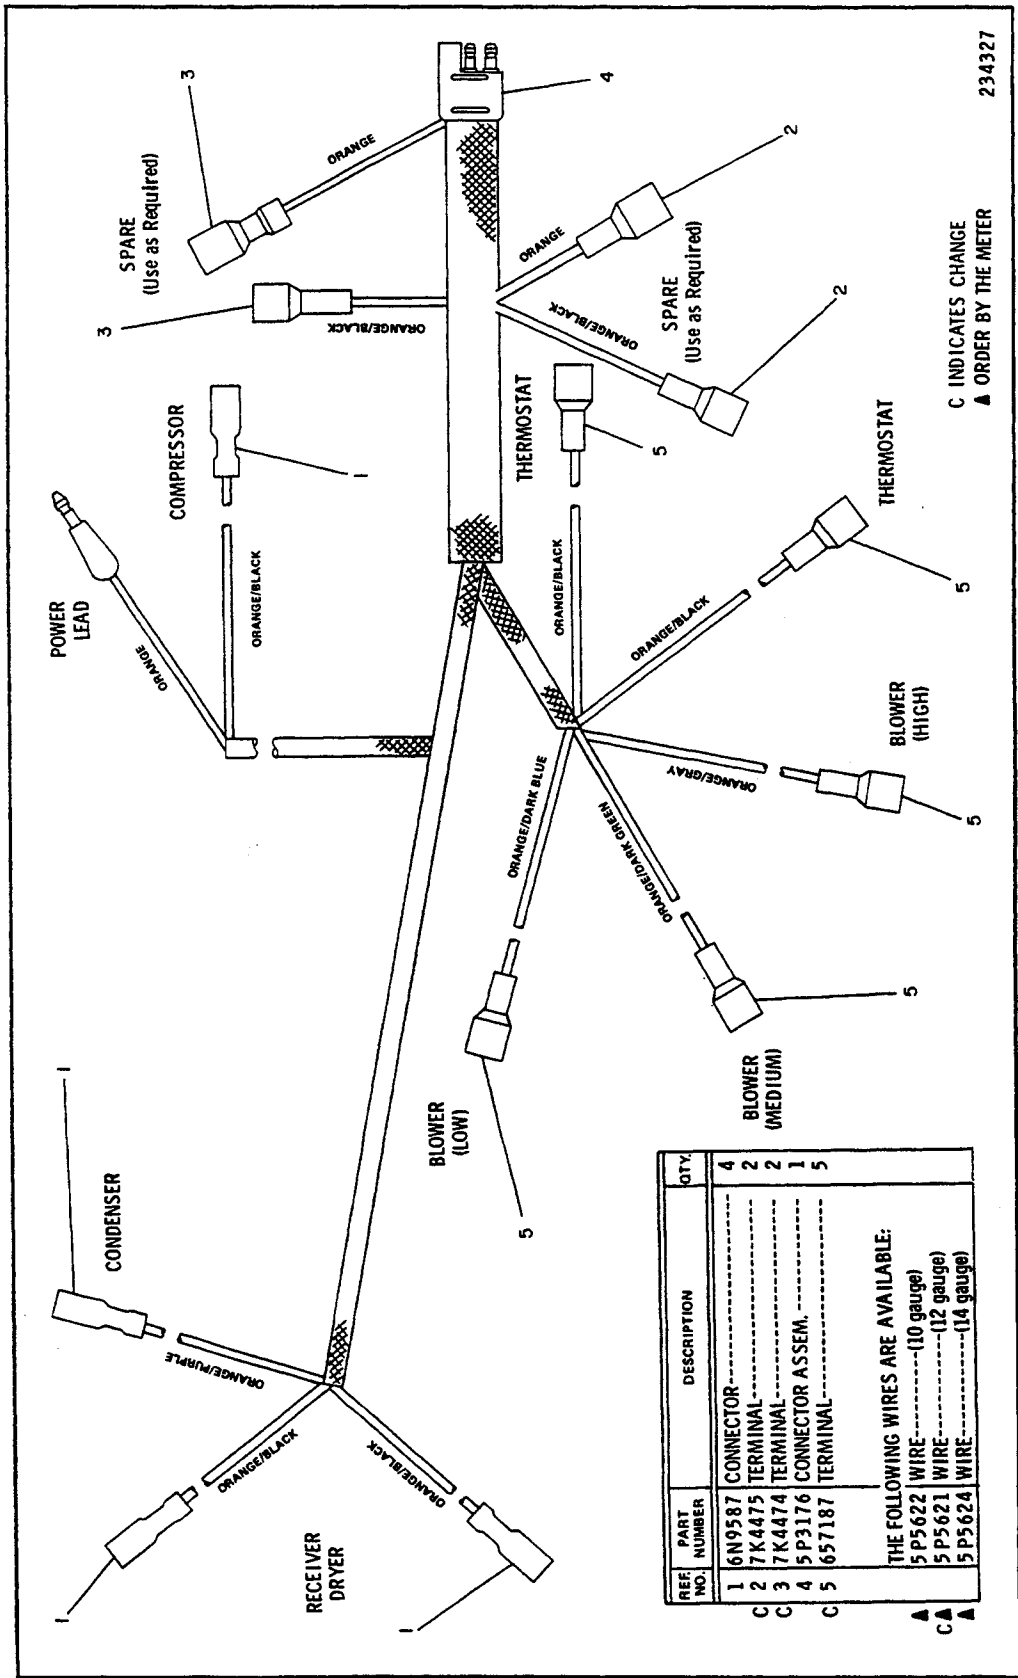 CONDENSER
1
ORANGE/PURPLE
1
ORANGE/BLACK
ORANGE/BLACK
RECEIVER
DRYER
1
POWER
LEAD
ORANGE
COMPRESSOR
1
ORANGE/BLACK
SPARE
(Use as Required)
3
ORANGE
3
ORANGE/BLACK
4
ORANGE
2
ORANGE/BLACK
SPARE
(Use as Required)
2
THERMOSTAT
5
ORANGE/BLACK
ORANGE/BLACK
THERMOSTAT
5
ORANGE/GRAY
BLOWER
(HIGH)
5
ORANGE/DARK GREEN
BLOWER
(MEDIUM)
5
ORANGE/DARK BLUE
BLOWER
(LOW)
5
REF. NO. PART NUMBER DESCRIPTION QTY.
1 6N9587 CONNECTOR---------------------- 4
C 2 7K4475 TERMINAL---------------------- 2
C 3 7K4474 TERMINAL---------------------- 2
4 5P3176 CONNECTOR ASSEM.------------- 1
C 5 657187 TERMINAL---------------------- 5
THE FOLLOWING WIRES ARE AVAILABLE:
▲ 5P5622 WIRE-----------(10 gauge)
C▲ 5P5621 WIRE-----------(12 gauge)
▲ 5P5624 WIRE-----------(14 gauge)
C INDICATES CHANGE
▲ ORDER BY THE METER
234327